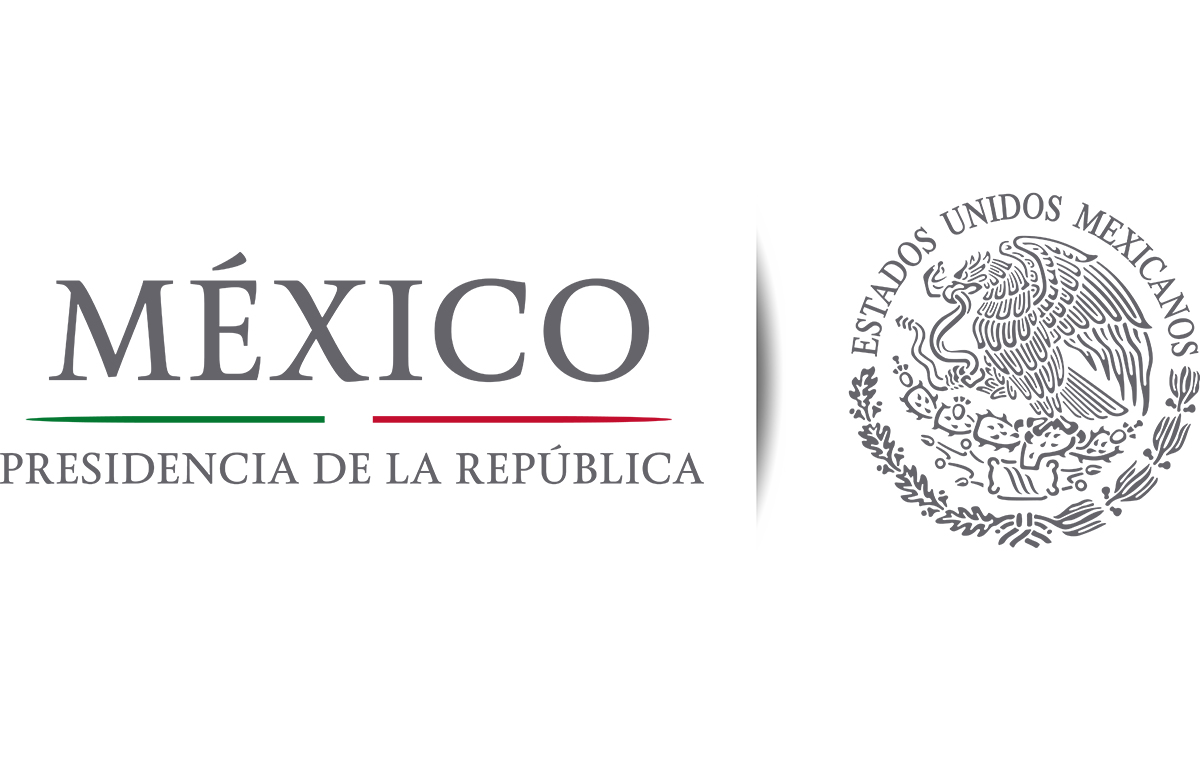 MÉXICO
PRESIDENCIA DE LA REPÚBLICA
ESTADOS UNIDOS MEXICANOS